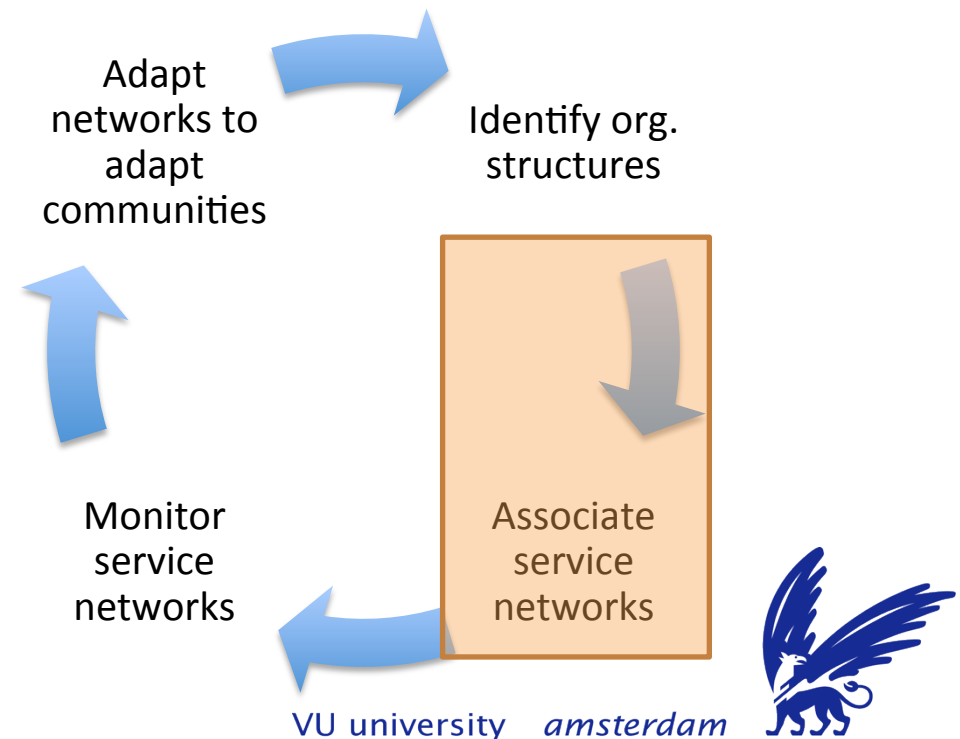 Adapt
networks to
adapt
communities
Identify org.
structures
Monitor
service
networks
Associate
service
networks
VU university amsterdam